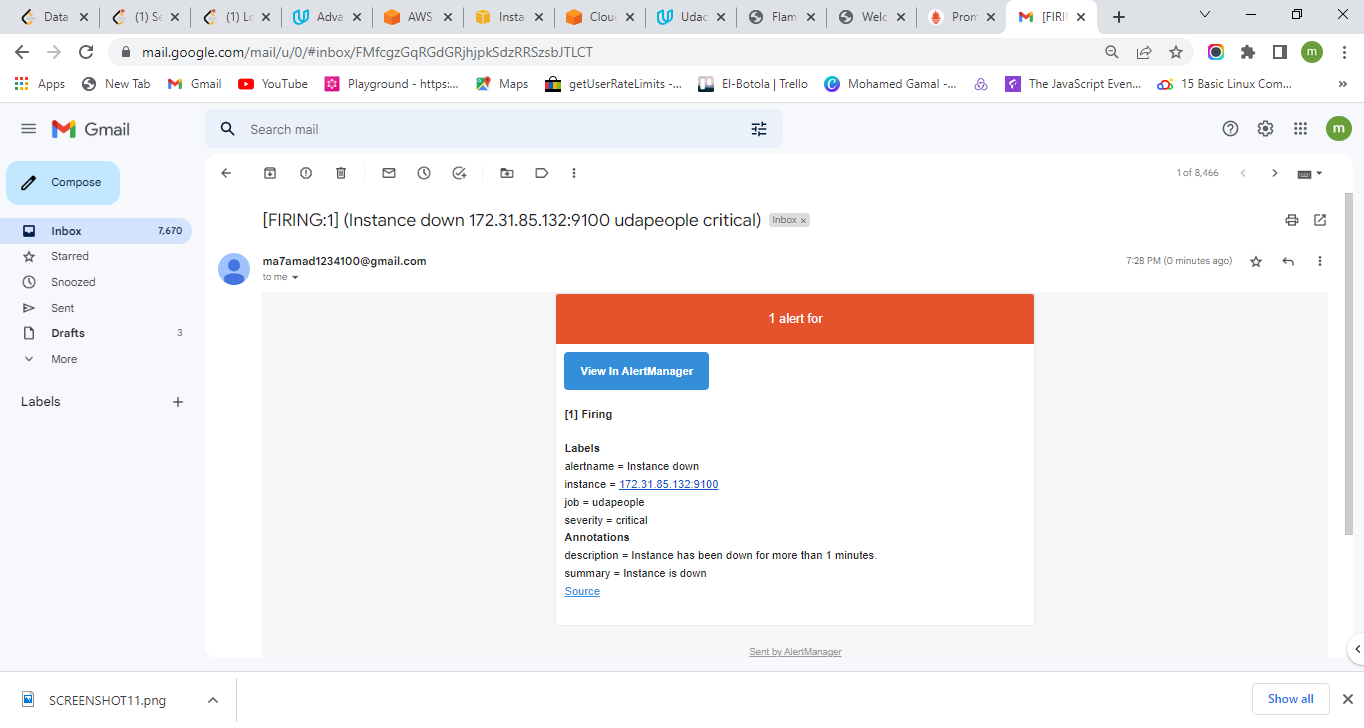 Data
(1) Se
(1) Lo
Adva
AWS
Insta
Clou
Udac
Flam
Welc
Pron
[FIRI
mail.google.com/mail/u/0/#inbox/FMfcgzGqRGdGRjhjpkSdzRRSzsbJTLCT
m
Apps
New Tab
Gmail
YouTube
Playground - https:...
Maps
getUserRateLimits -...
El-Botola | Trello
Mohamed Gamal -...
The JavaScript Even...
15 Basic Linux Com...
»
Gmail
Search mail
m
Compose
1 of 8,466
Inbox 7,670
Starred
Snoozed
Sent
Drafts 3
More
Labels +
[FIRING:1] (Instance down 172.31.85.132:9100 udapeople critical) Inbox ×
ma7amad1234100@gmail.com 7:28 PM (0 minutes ago)
to me
1 alert for
View In AlertManager
[1] Firing
Labels
alertname = Instance down
instance = 172.31.85.132:9100
job = udapeople
severity = critical
Annotations
description = Instance has been down for more than 1 minutes.
summary = Instance is down
Source
Sent by AlertManager
SCREENSHOT11.png
Show all